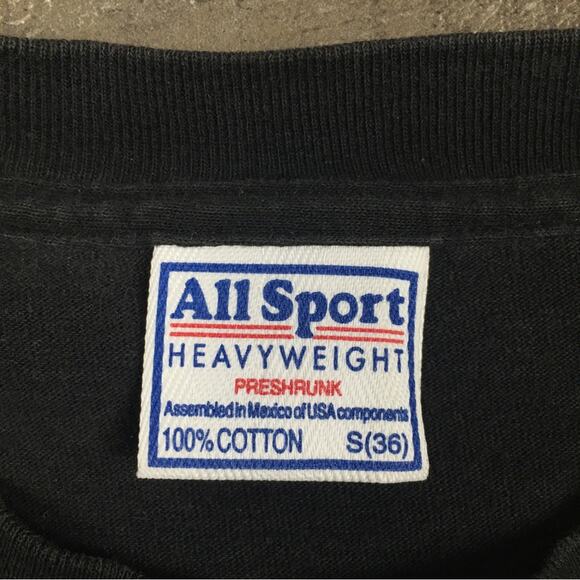 All Sport
HEAVYWEIGHT
PRESHRUNK
Assembled in Mexico of USA components
100% COTTON S(36)